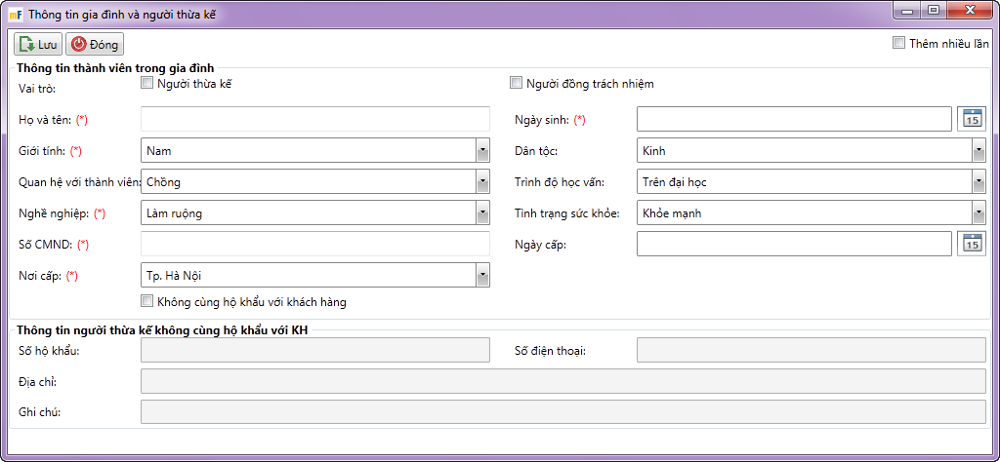 mF Thông tin gia đình và người thừa kế
Lưu Đóng Thêm nhiều lần
Thông tin thành viên trong gia đình
Vai trò: Người thừa kế Người đồng trách nhiệm
Họ và tên: (*) Ngày sinh: (*) 15
Giới tính: (*) Nam Dân tộc: Kinh
Quan hệ với thành viên: Chồng Trình độ học vấn: Trên đại học
Nghề nghiệp: (*) Làm ruộng Tình trạng sức khỏe: Khỏe mạnh
Số CMND: (*) Ngày cấp: 15
Nơi cấp: (*) Tp. Hà Nội
Không cùng hộ khẩu với khách hàng
Thông tin người thừa kế không cùng hộ khẩu với KH
Số hộ khẩu: Số điện thoại:
Địa chỉ:
Ghi chú: